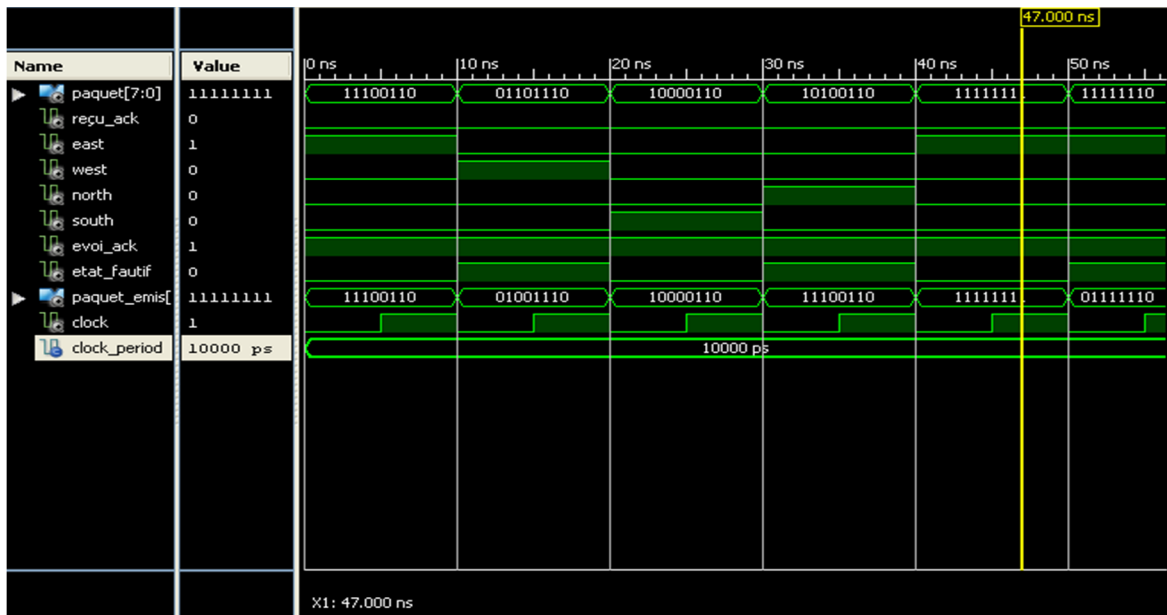 47.000 ns
Name Value 0 ns 10 ns 20 ns 30 ns 40 ns 50 ns
paquet[7:0] 11111111 11100110 01101110 10000110 10100110 1111111 11111110
reçu_ack 0
east 1
west 0
north 0
south 0
evoi_ack 1
etat_fautif 0
paquet_emis[ 11111111 11100110 01001110 10000110 11100110 1111111 01111110
clock 1
clock_period 10000 ps 10000 ps
X1: 47.000 ns